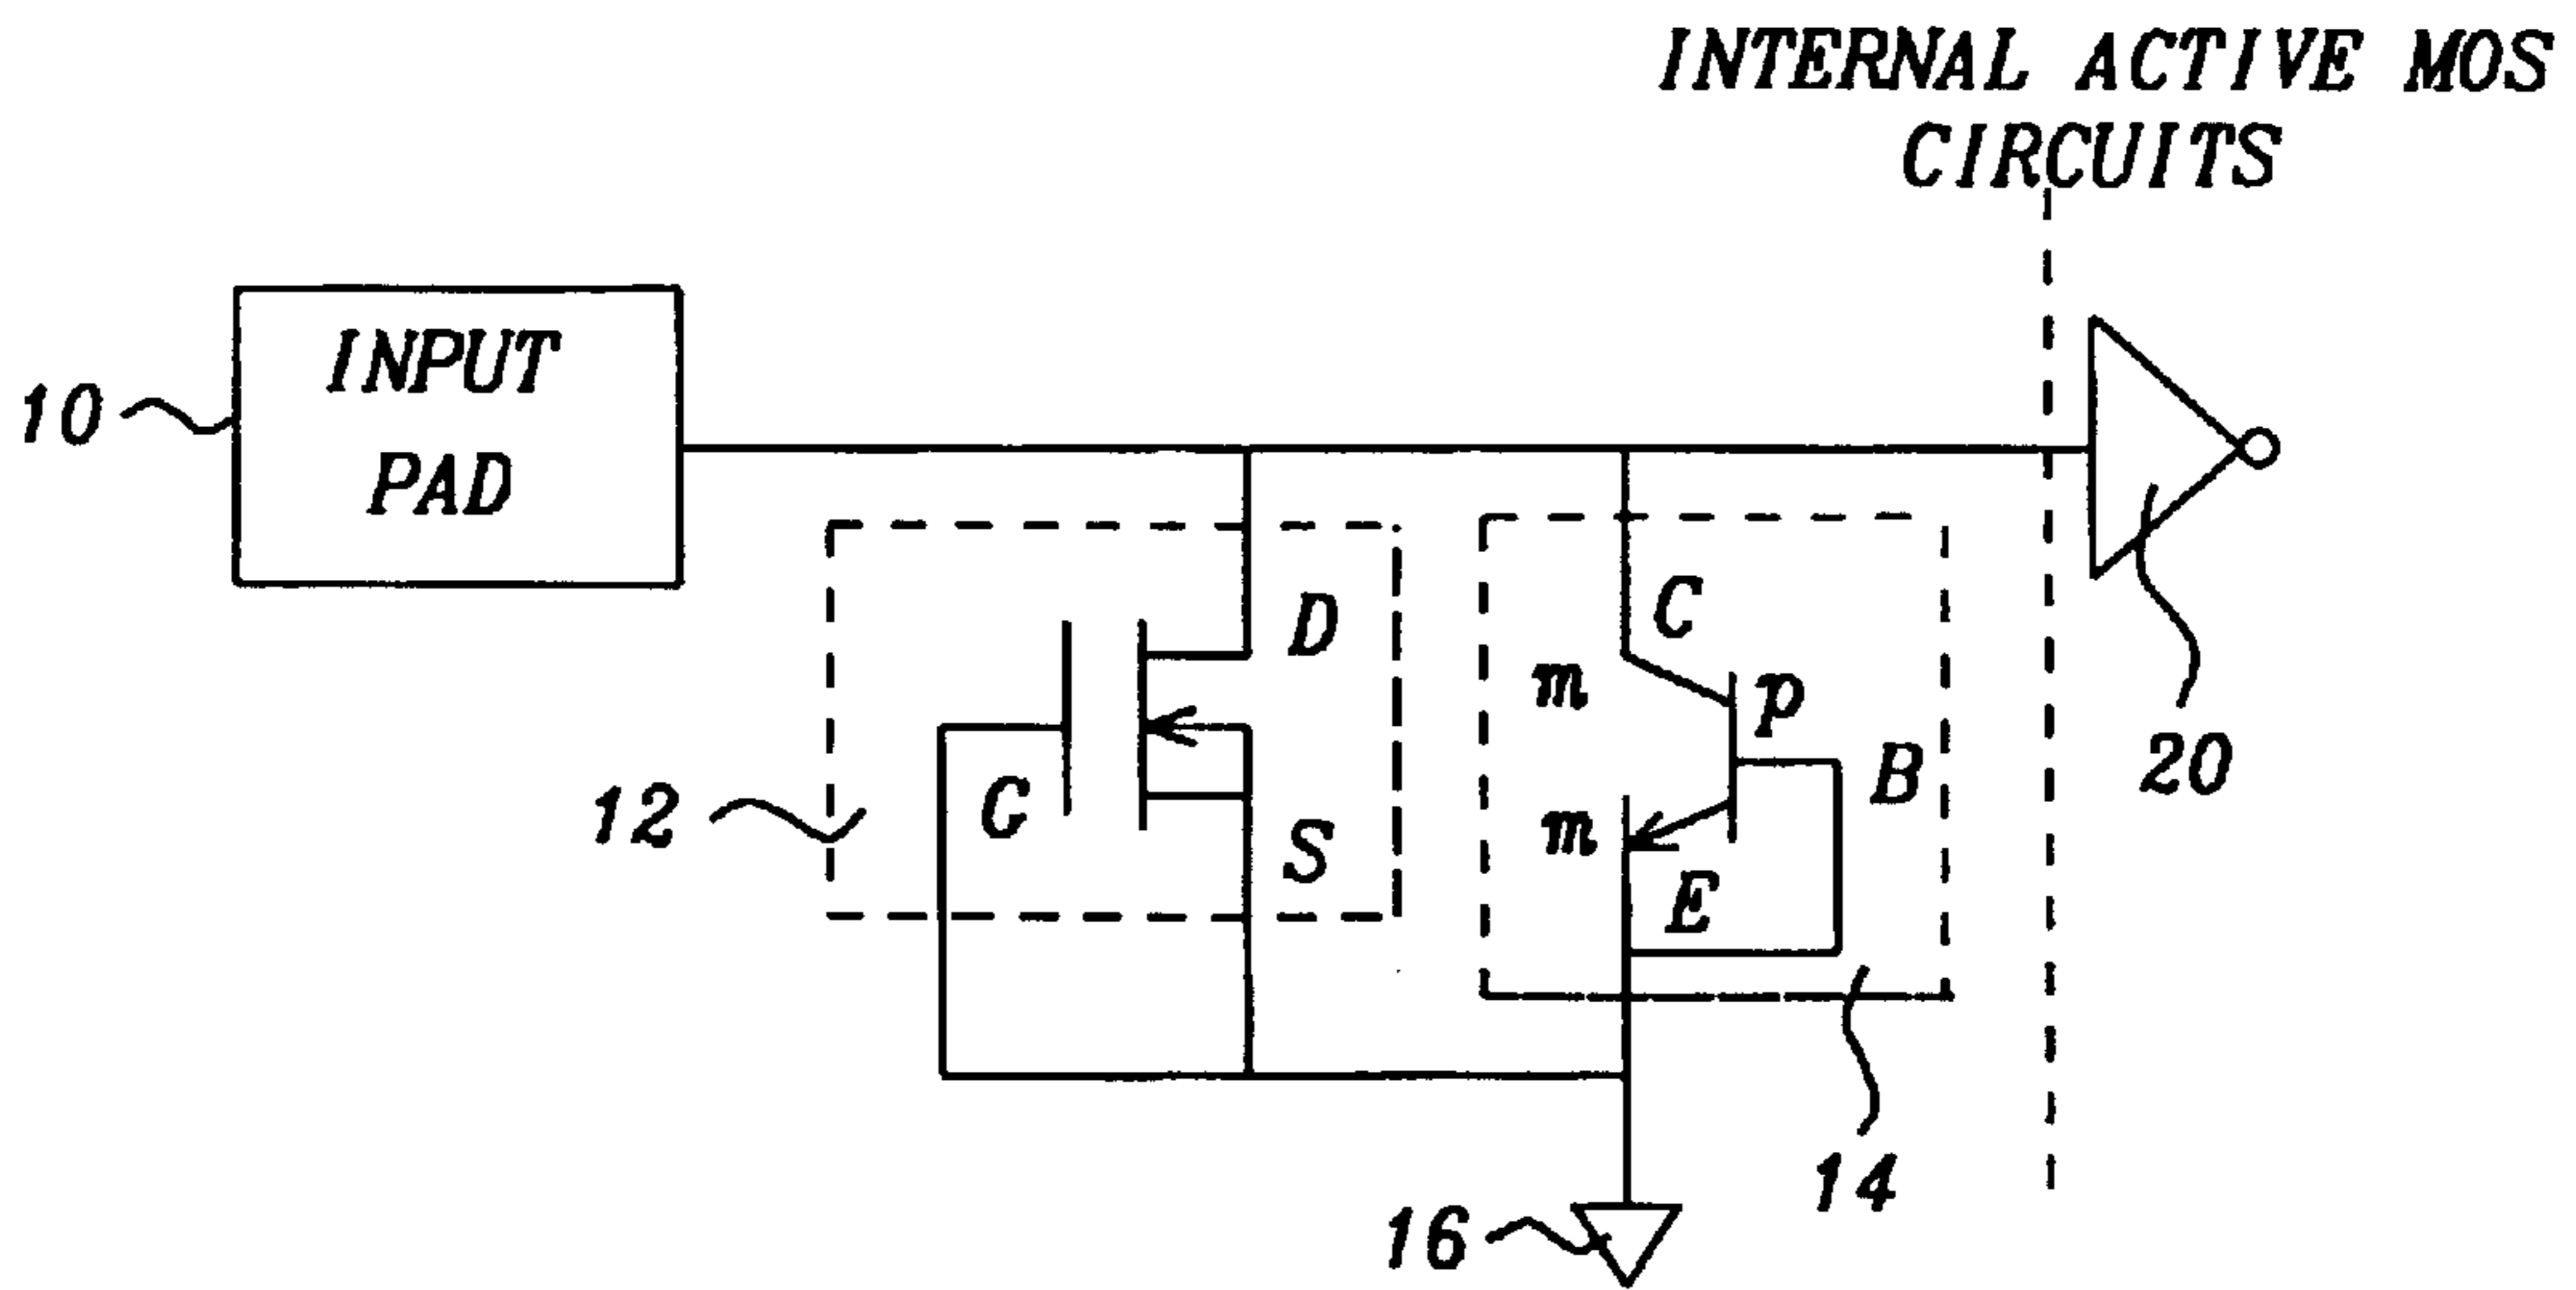 INTERNAL ACTIVE MOS
CIRCUITS
INPUT
PAD
10
D
C
m
p
G
12
B
20
S
m
E
14
16